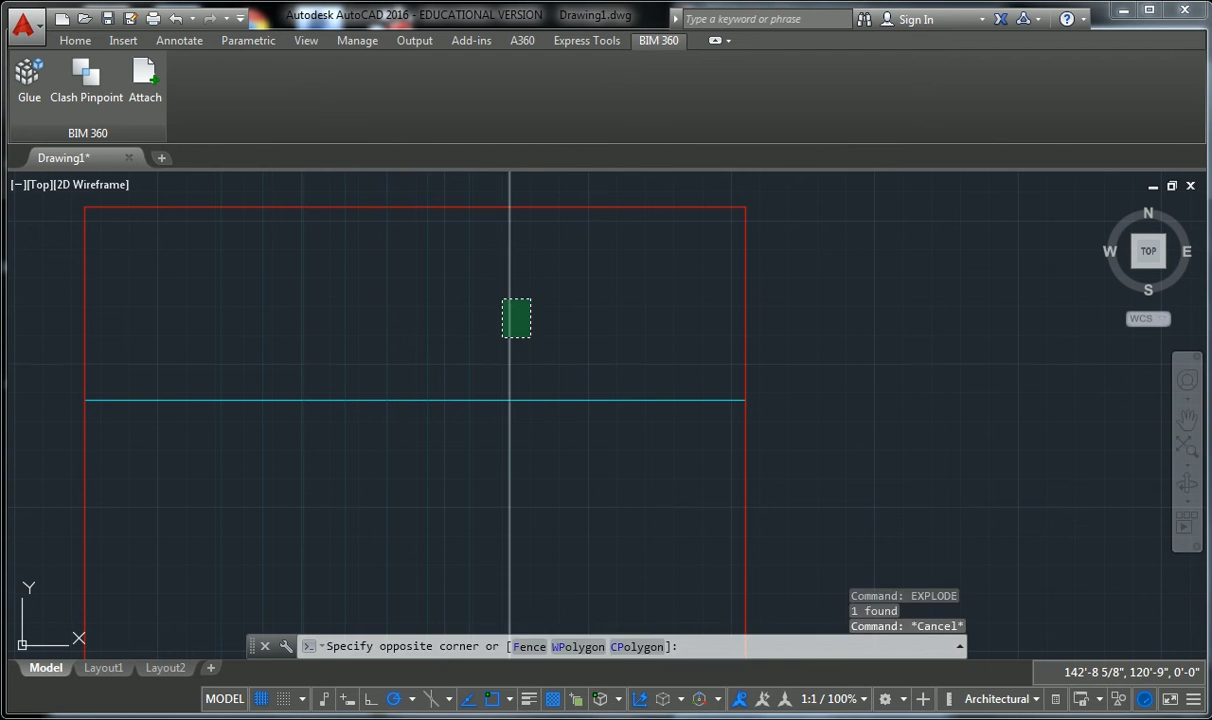 Autodesk AutoCAD 2016 - EDUCATIONAL VERSION Drawing1.dwg Type a keyword or phrase Sign In
Home Insert Annotate Parametric View Manage Output Add-ins A360 Express Tools BIM 360
Glue Clash Pinpoint Attach
BIM 360
Drawing1*
[−][Top][2D Wireframe]
N
W TOP E
S
WCS
Y
X
Command: EXPLODE
1 found
Command: *Cancel*
Specify opposite corner or [Fence WPolygon CPolygon]:
Model Layout1 Layout2 +
142'-8 5/8", 120'-9", 0'-0"
MODEL 1:1 / 100% Architectural